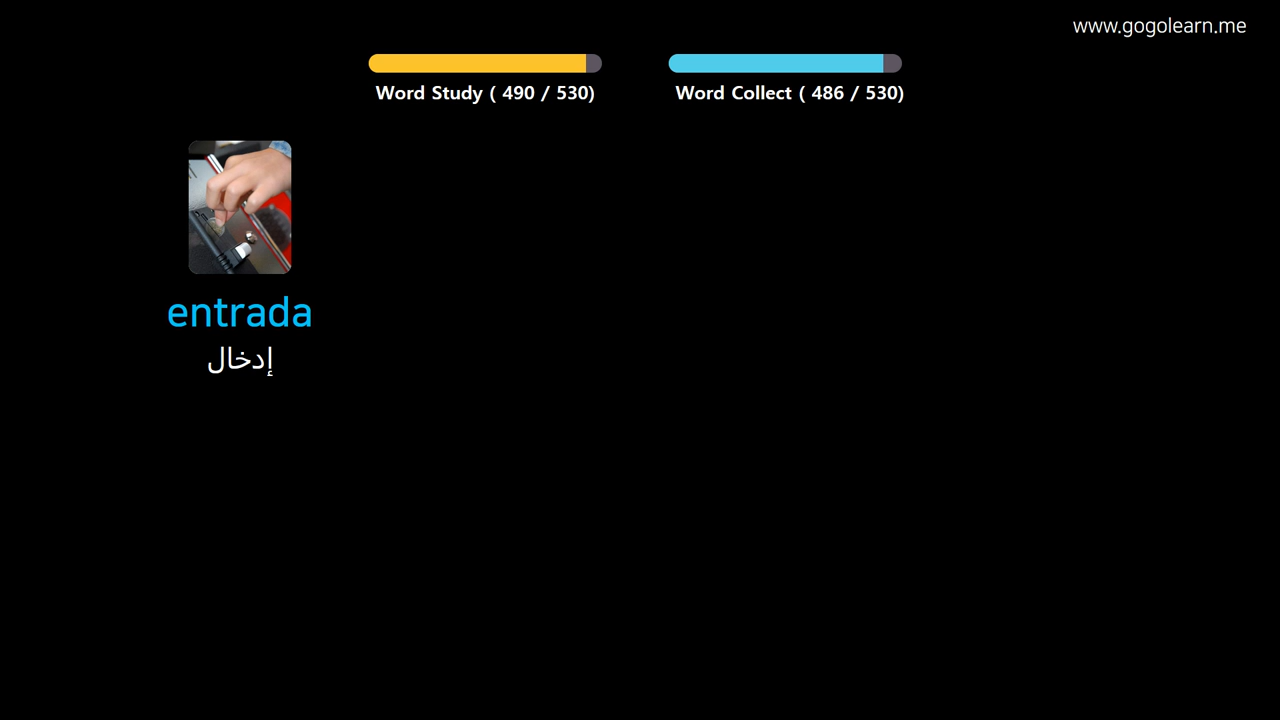 www.gogolearn.me
Word Study ( 490 / 530)
Word Collect ( 486 / 530)
entrada
إدخال